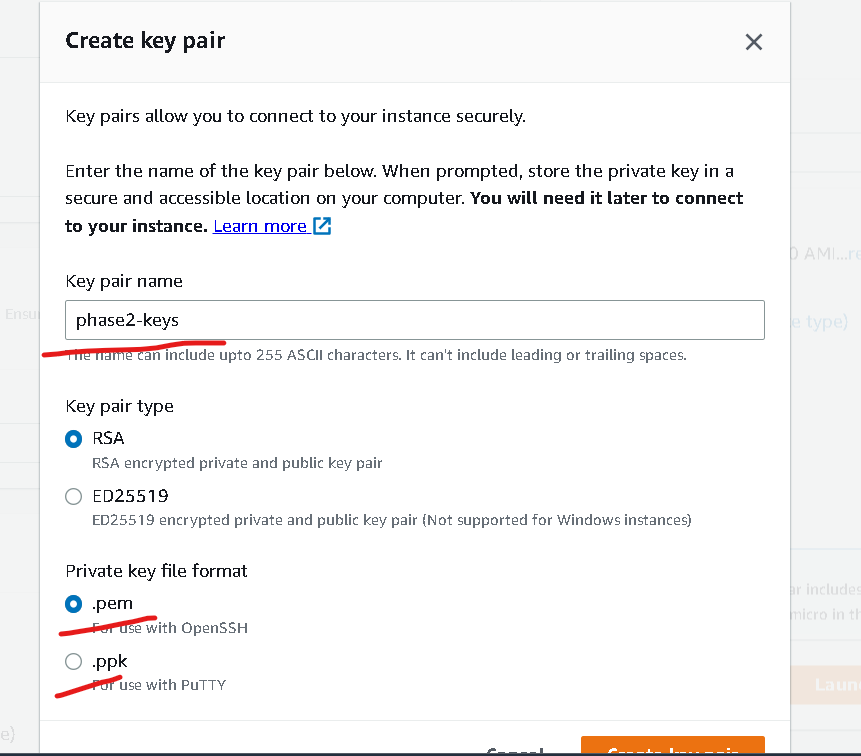 Create key pair
Key pairs allow you to connect to your instance securely.
Enter the name of the key pair below. When prompted, store the private key in a
secure and accessible location on your computer. You will need it later to connect
to your instance. Learn more
Key pair name
phase2-keys
The name can include upto 255 ASCII characters. It can't include leading or trailing spaces.
Key pair type
RSA
RSA encrypted private and public key pair
ED25519
ED25519 encrypted private and public key pair (Not supported for Windows instances)
Private key file format
.pem
For use with OpenSSH
.ppk
For use with PuTTY
Cancel
Create key pair
0 AMI...re
Ensu
e type)
ar includes
micro in th
Laun
e)